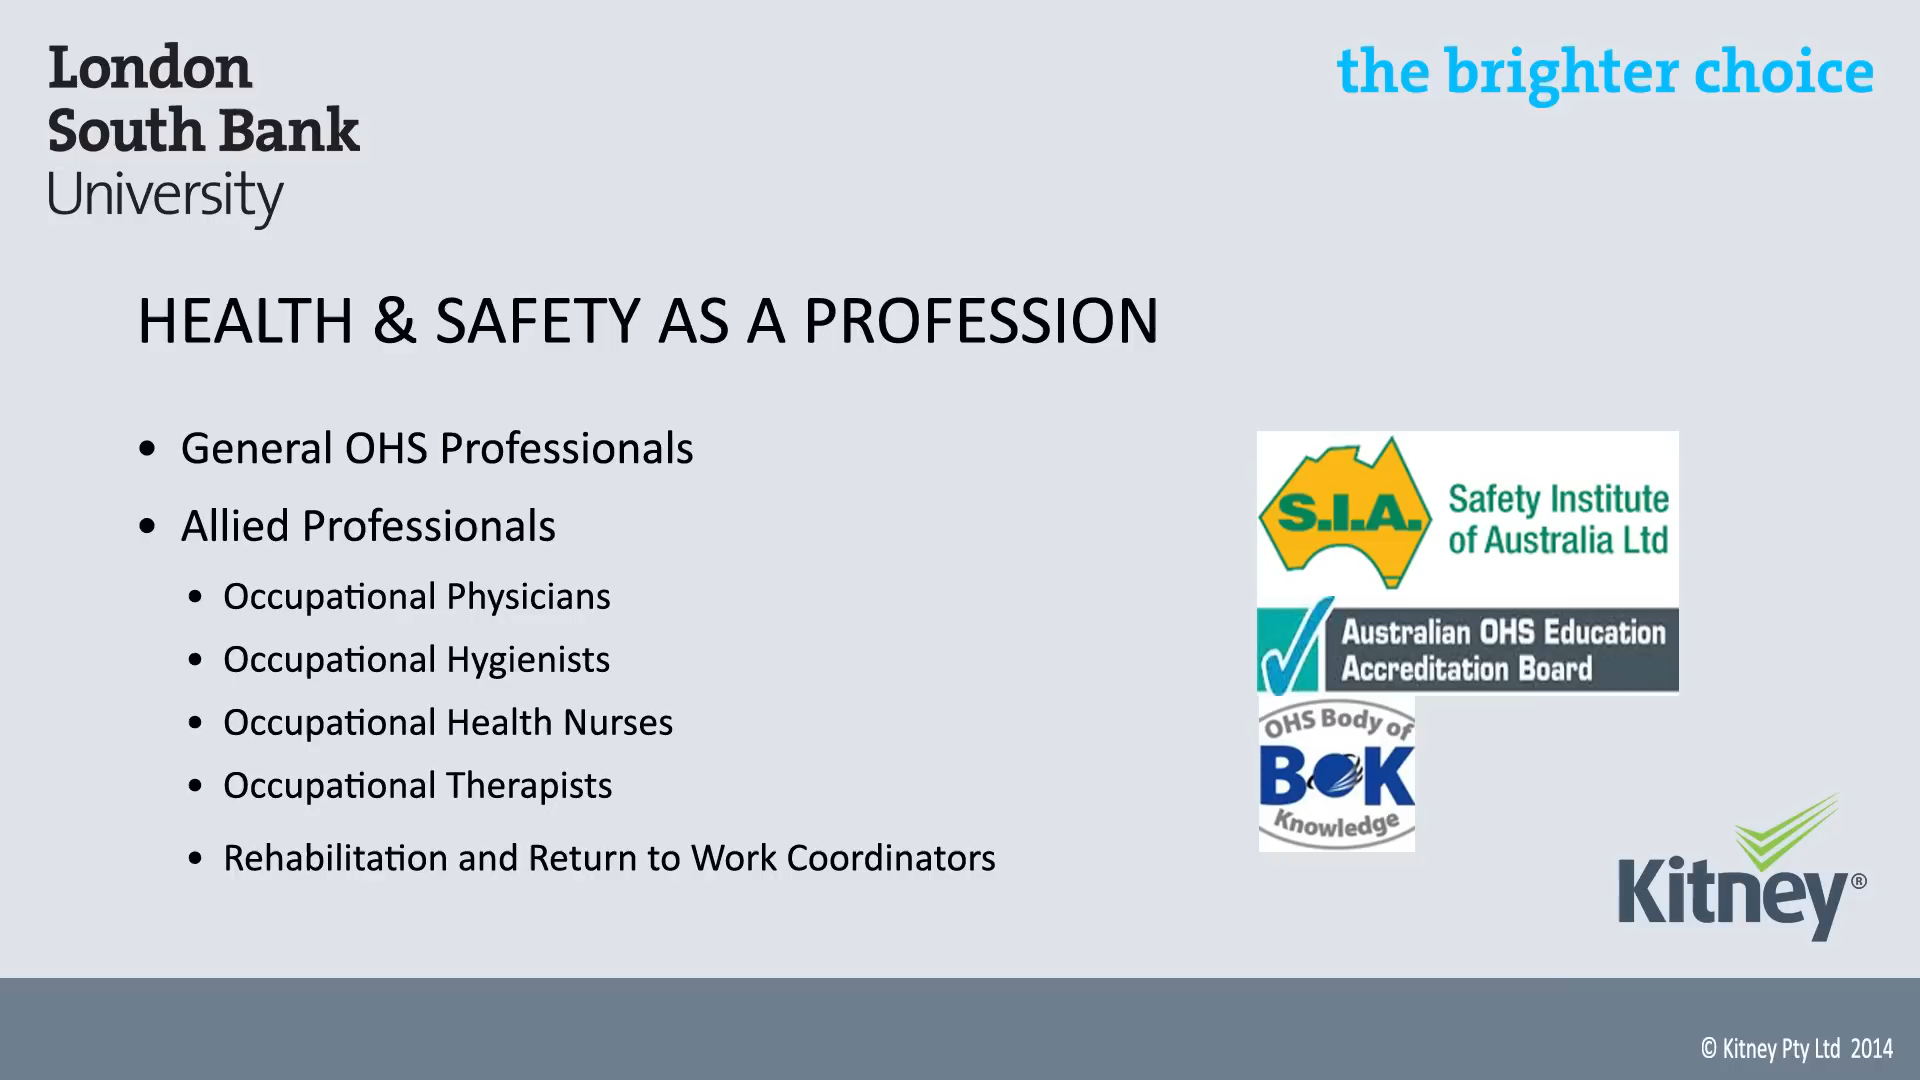 London
South Bank
University
the brighter choice
HEALTH & SAFETY AS A PROFESSION
• General OHS Professionals
• Allied Professionals
• Occupational Physicians
• Occupational Hygienists
• Occupational Health Nurses
• Occupational Therapists
• Rehabilitation and Return to Work Coordinators
S.I.A.
Safety Institute
of Australia Ltd
Australian OHS Education
Accreditation Board
OHS Body of
BOK
Knowledge
Kitney®
© Kitney Pty Ltd 2014